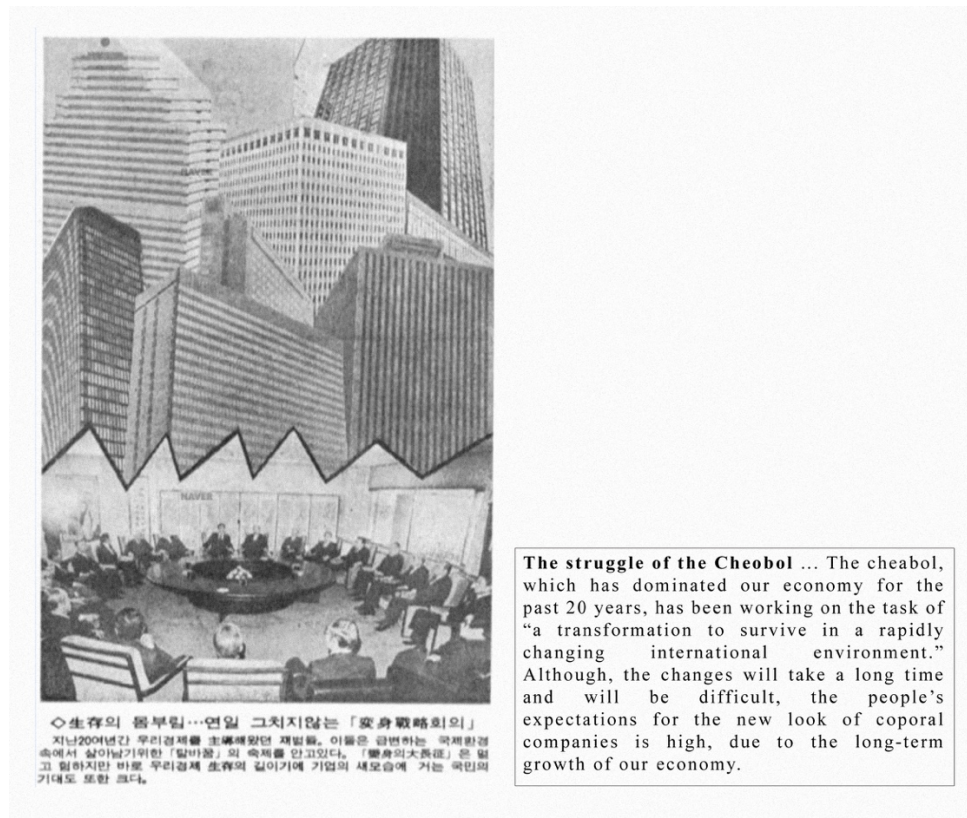 NAVER
NAVER
◇生存의 몸부림…연일 그치지않는 「変身戰略회의」
지난20여년간 우리경제를 主導해왔던 재벌들. 이들은 급변하는 국제환경
속에서 살아남기위한 「탈바꿈」의 숙제를 안고있다. 「變身의大長征」은 멀
고 험하지만 바로 우리경제 生存의 길이기에 기업의 새모습에 거는 국민의
기대도 또한 크다.
The struggle of the Cheobol ... The cheabol,
which has dominated our economy for the
past 20 years, has been working on the task of
“a transformation to survive in a rapidly
changing international environment.”
Although, the changes will take a long time
and will be difficult, the people’s
expectations for the new look of coporal
companies is high, due to the long-term
growth of our economy.